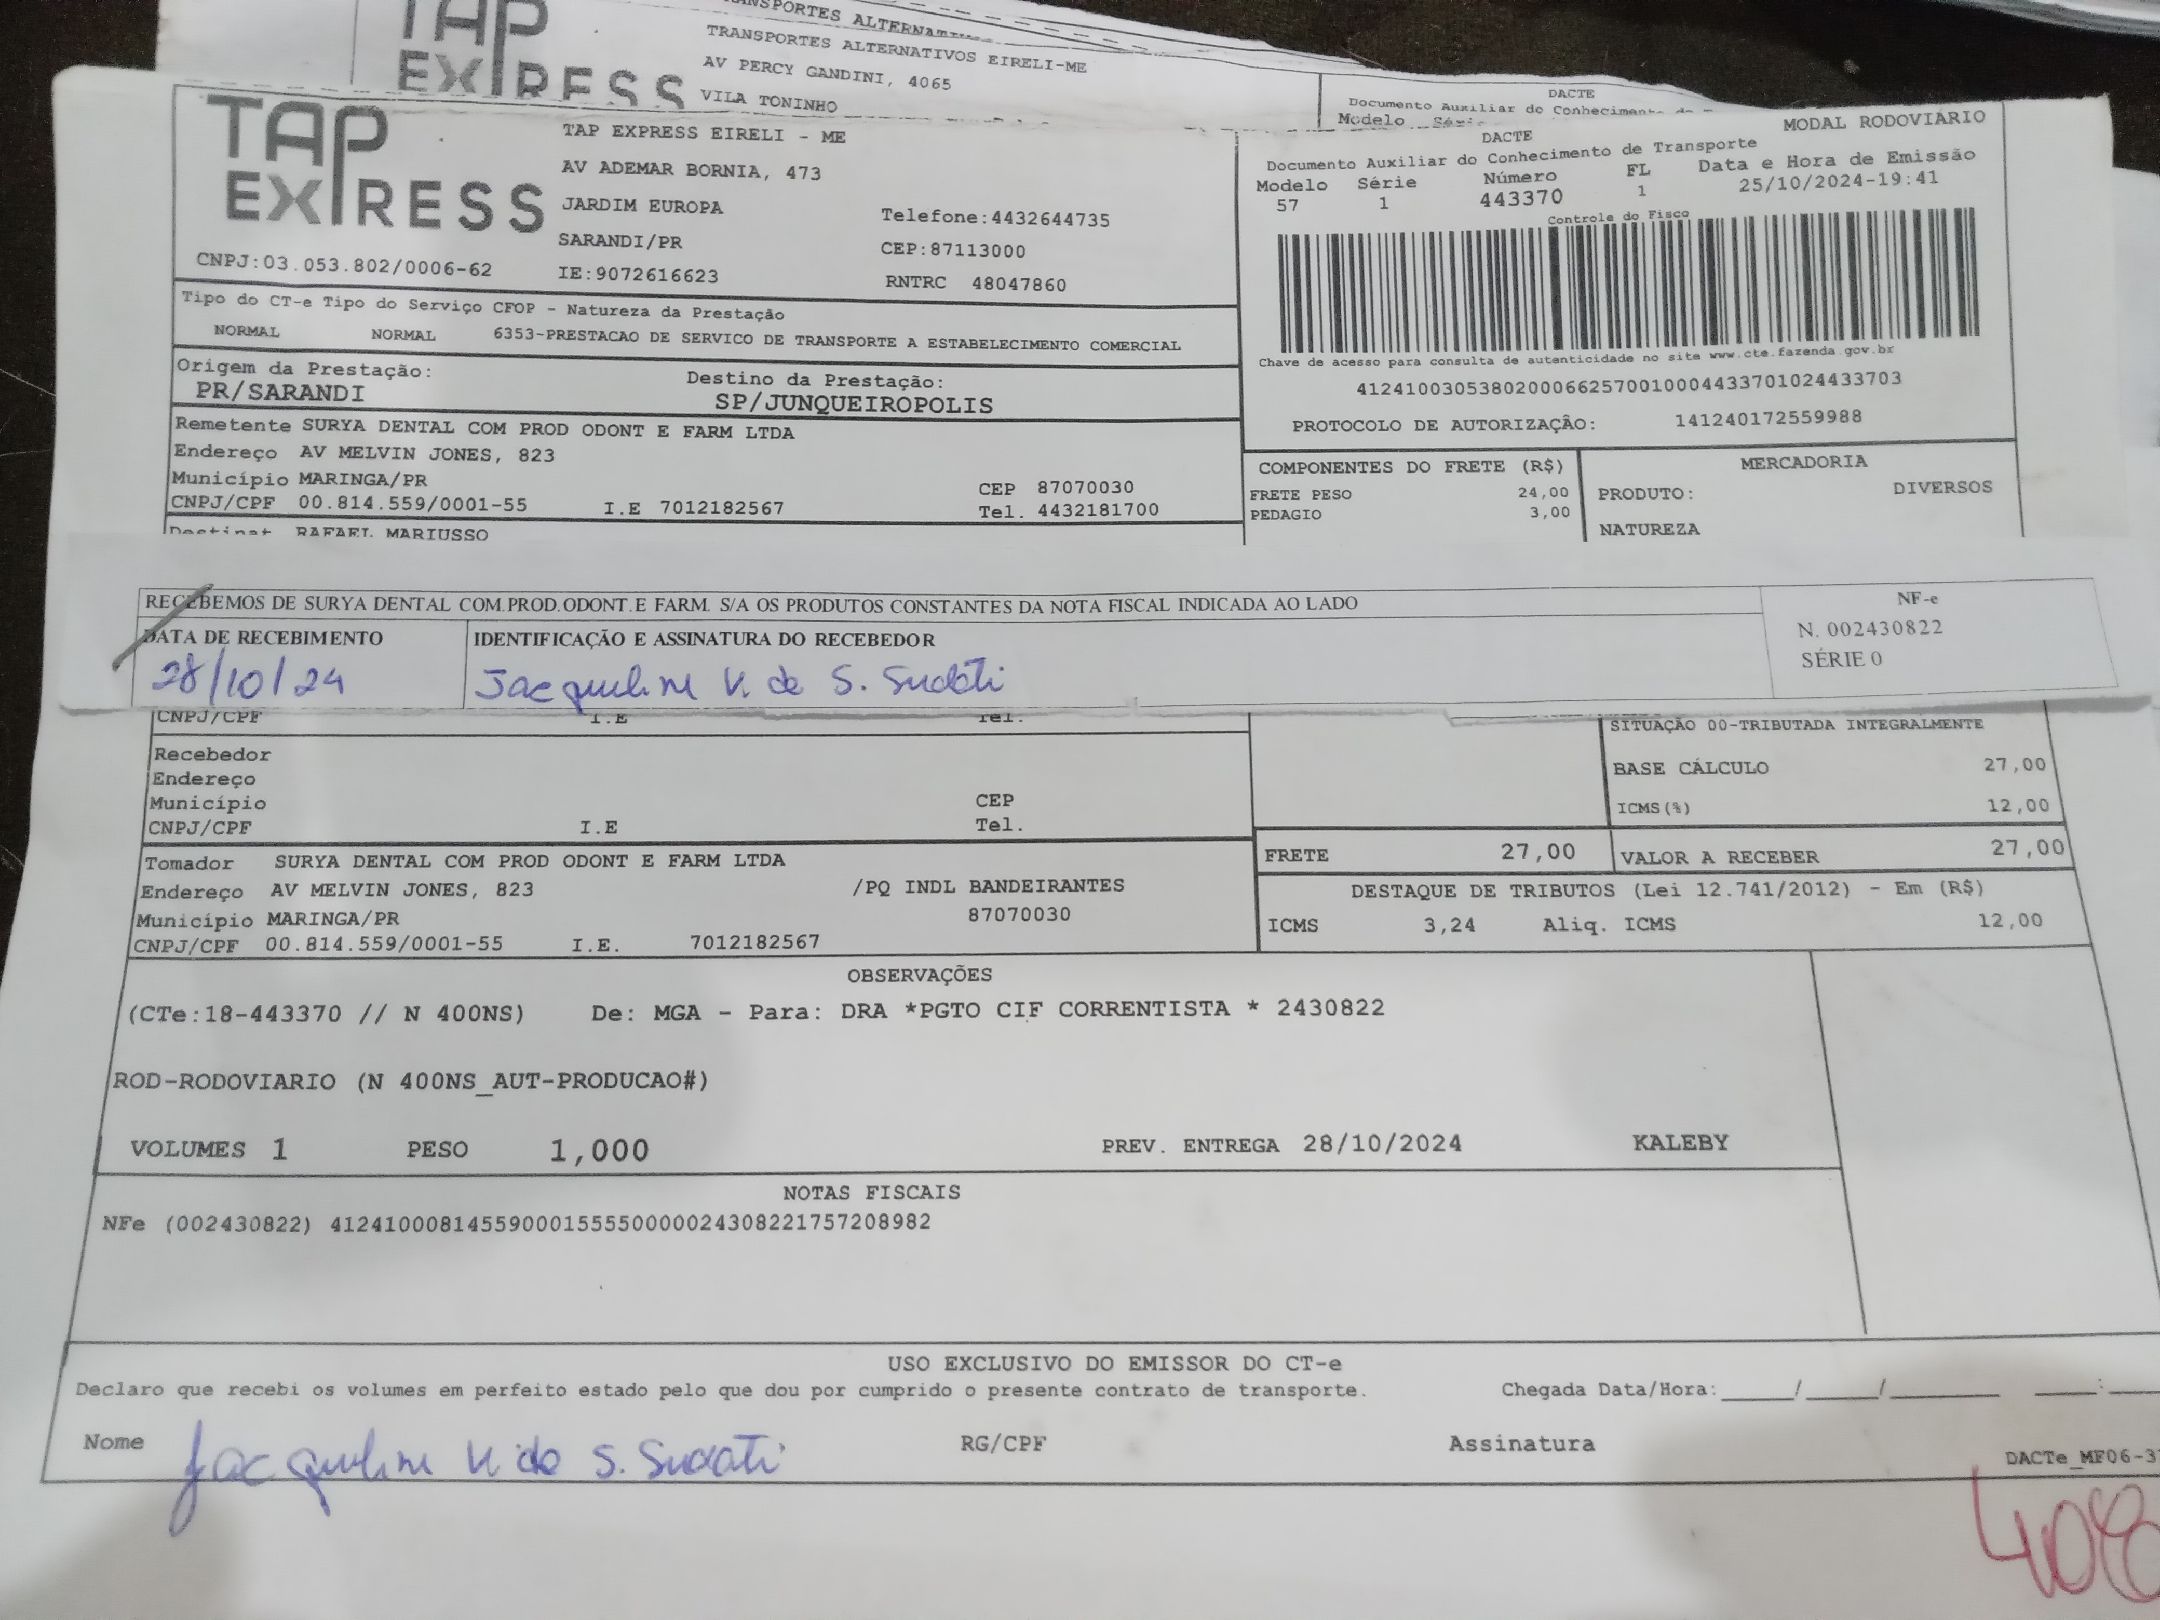 TAP
EXPRESS
TRANSPORTES ALTERNATIVOS EIRELI-ME
AV PERCY GANDINI, 4065
VILA TONINHO
DACTE
Documento Auxiliar do
Modelo
TAP
EXPRESS
CNPJ:03.053.802/0006-62
TAP EXPRESS EIRELI - ME
AV ADEMAR BORNIA, 473
JARDIM EUROPA
SARANDI/PR
IE:9072616623
Telefone:4432644735
CEP:87113000
RNTRC 48047860
DACTE
MODAL RODOVIARIO
Documento Auxiliar do Conhecimento de Transporte
Modelo Série Número FL Data e Hora de Emissão
57 1 443370 1 25/10/2024-19:41
Controle do Fisco
Chave de acesso para consulta de autenticidade no site www.cte.fazenda.gov.br
41241003053802000662570010004433701024433703
PROTOCOLO DE AUTORIZAÇÃO: 141240172559988
Tipo do CT-e Tipo do Serviço CFOP - Natureza da Prestação
NORMAL NORMAL 6353-PRESTACAO DE SERVICO DE TRANSPORTE A ESTABELECIMENTO COMERCIAL
Origem da Prestação: Destino da Prestação:
PR/SARANDI SP/JUNQUEIROPOLIS
Remetente SURYA DENTAL COM PROD ODONT E FARM LTDA
Endereço AV MELVIN JONES, 823
Município MARINGA/PR CEP 87070030
CNPJ/CPF 00.814.559/0001-55 I.E 7012182567 Tel. 4432181700
Destinat RAFAEL MARIUSSO
COMPONENTES DO FRETE (R$)
FRETE PESO 24,00
PEDAGIO 3,00
MERCADORIA
PRODUTO: DIVERSOS
NATUREZA
RECEBEMOS DE SURYA DENTAL COM.PROD.ODONT.E FARM. S/A OS PRODUTOS CONSTANTES DA NOTA FISCAL INDICADA AO LADO
DATA DE RECEBIMENTO IDENTIFICAÇÃO E ASSINATURA DO RECEBEDOR
28/10/24 Jacqueline V. de S. Sudati
NF-e
N. 002430822
SÉRIE 0
CNPJ/CPF I.E Tel.
Recebedor
Endereço
Município CEP
CNPJ/CPF I.E Tel.
SITUAÇÃO 00-TRIBUTADA INTEGRALMENTE
BASE CÁLCULO 27,00
ICMS(%) 12,00
FRETE 27,00 VALOR A RECEBER 27,00
Tomador SURYA DENTAL COM PROD ODONT E FARM LTDA
Endereço AV MELVIN JONES, 823 /PQ INDL BANDEIRANTES
Município MARINGA/PR 87070030
CNPJ/CPF 00.814.559/0001-55 I.E. 7012182567
DESTAQUE DE TRIBUTOS (Lei 12.741/2012) - Em (R$)
ICMS 3,24 Aliq. ICMS 12,00
OBSERVAÇÕES
(CTe:18-443370 // N 400NS) De: MGA - Para: DRA *PGTO CIF CORRENTISTA * 2430822
ROD-RODOVIARIO (N 400NS_AUT-PRODUCAO#)
VOLUMES 1 PESO 1,000 PREV. ENTREGA 28/10/2024 KALEBY
NOTAS FISCAIS
NFe (002430822) 41241000814559000155550000024308221757208982
USO EXCLUSIVO DO EMISSOR DO CT-e
Declaro que recebi os volumes em perfeito estado pelo que dou por cumprido o presente contrato de transporte. Chegada Data/Hora:____/____/______ ____:
Nome Jacqueline V. de S. Sudati RG/CPF Assinatura
DACTe_MF06-3
408